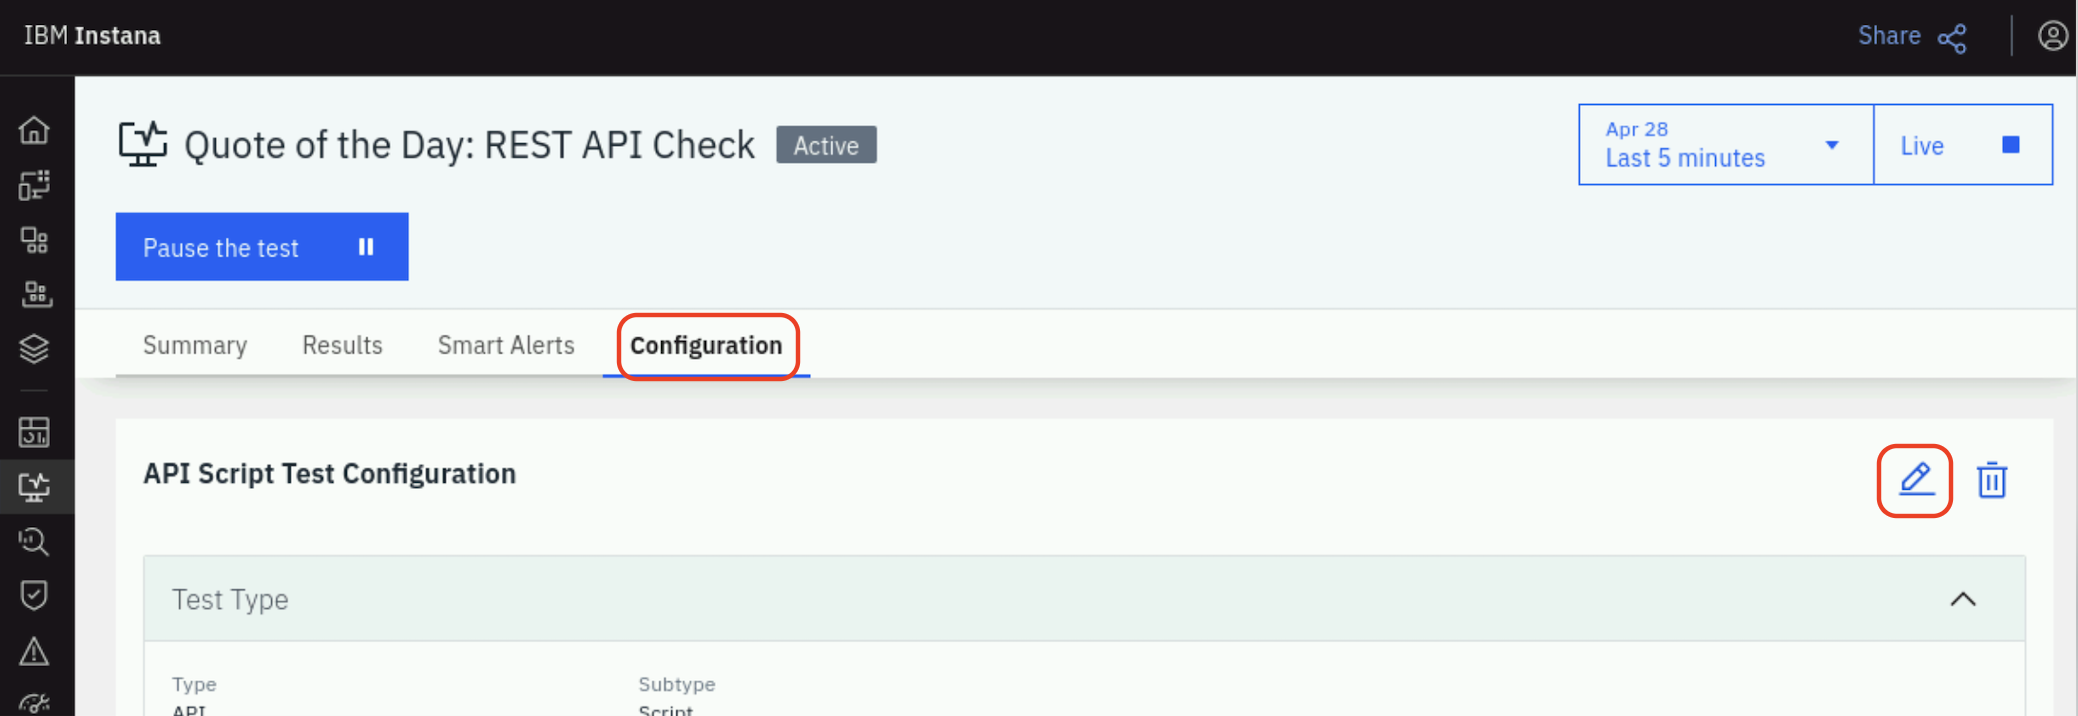 IBM Instana
Share
Quote of the Day: REST API Check
Active
Apr 28
Last 5 minutes
Live
Pause the test
Summary
Results
Smart Alerts
Configuration
API Script Test Configuration
Test Type
Type
Subtype
API
Script